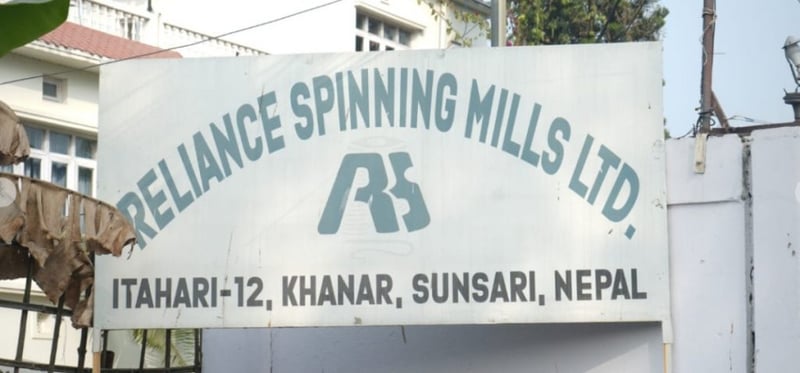 RELIANCE SPINNING MILLS LTD.
RS
ITAHARI-12, KHANAR, SUNSARI, NEPAL